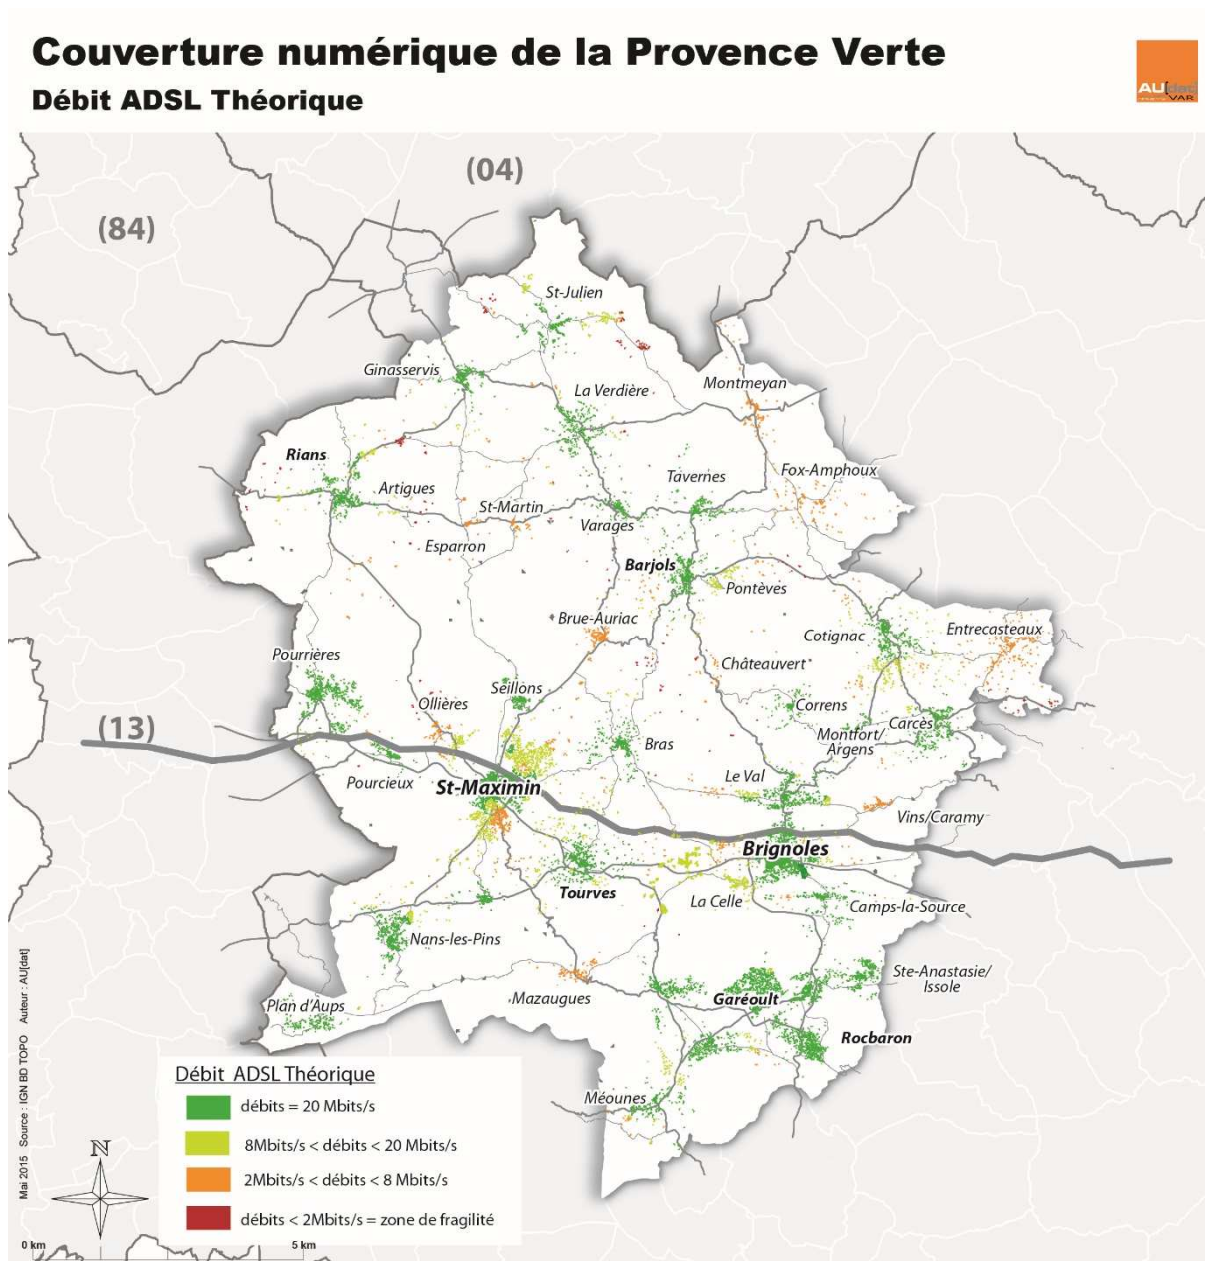 Couverture numérique de la Provence Verte
Débit ADSL Théorique
AU[dat]
VAR
(04)
(84)
St-Julien
Ginasservis
La Verdière
Montmeyan
Rians
Fox-Amphoux
Tavernes
Artigues
St-Martin
Varages
Esparron
Barjols
Pontèves
Brue-Auriac
Cotignac
Entrecasteaux
Pourrières
Châteauvert
Seillons
Ollières
Correns
(13)
Carcès
Montfort/
Argens
Bras
Le Val
Pourcieux
St-Maximin
Vins/Caramy
Brignoles
Tourves
La Celle
Camps-la-Source
Nans-les-Pins
Ste-Anastasie/
Issole
Mazaugues
Garéoult
Plan d'Aups
Rocbaron
Méounes
Débit ADSL Théorique
débits = 20 Mbits/s
8Mbits/s < débits < 20 Mbits/s
2Mbits/s < débits < 8 Mbits/s
débits < 2Mbits/s = zone de fragilité
N
0 km
5 km
Mai 2015 Source : IGN BD TOPO Auteur : AU[dat]